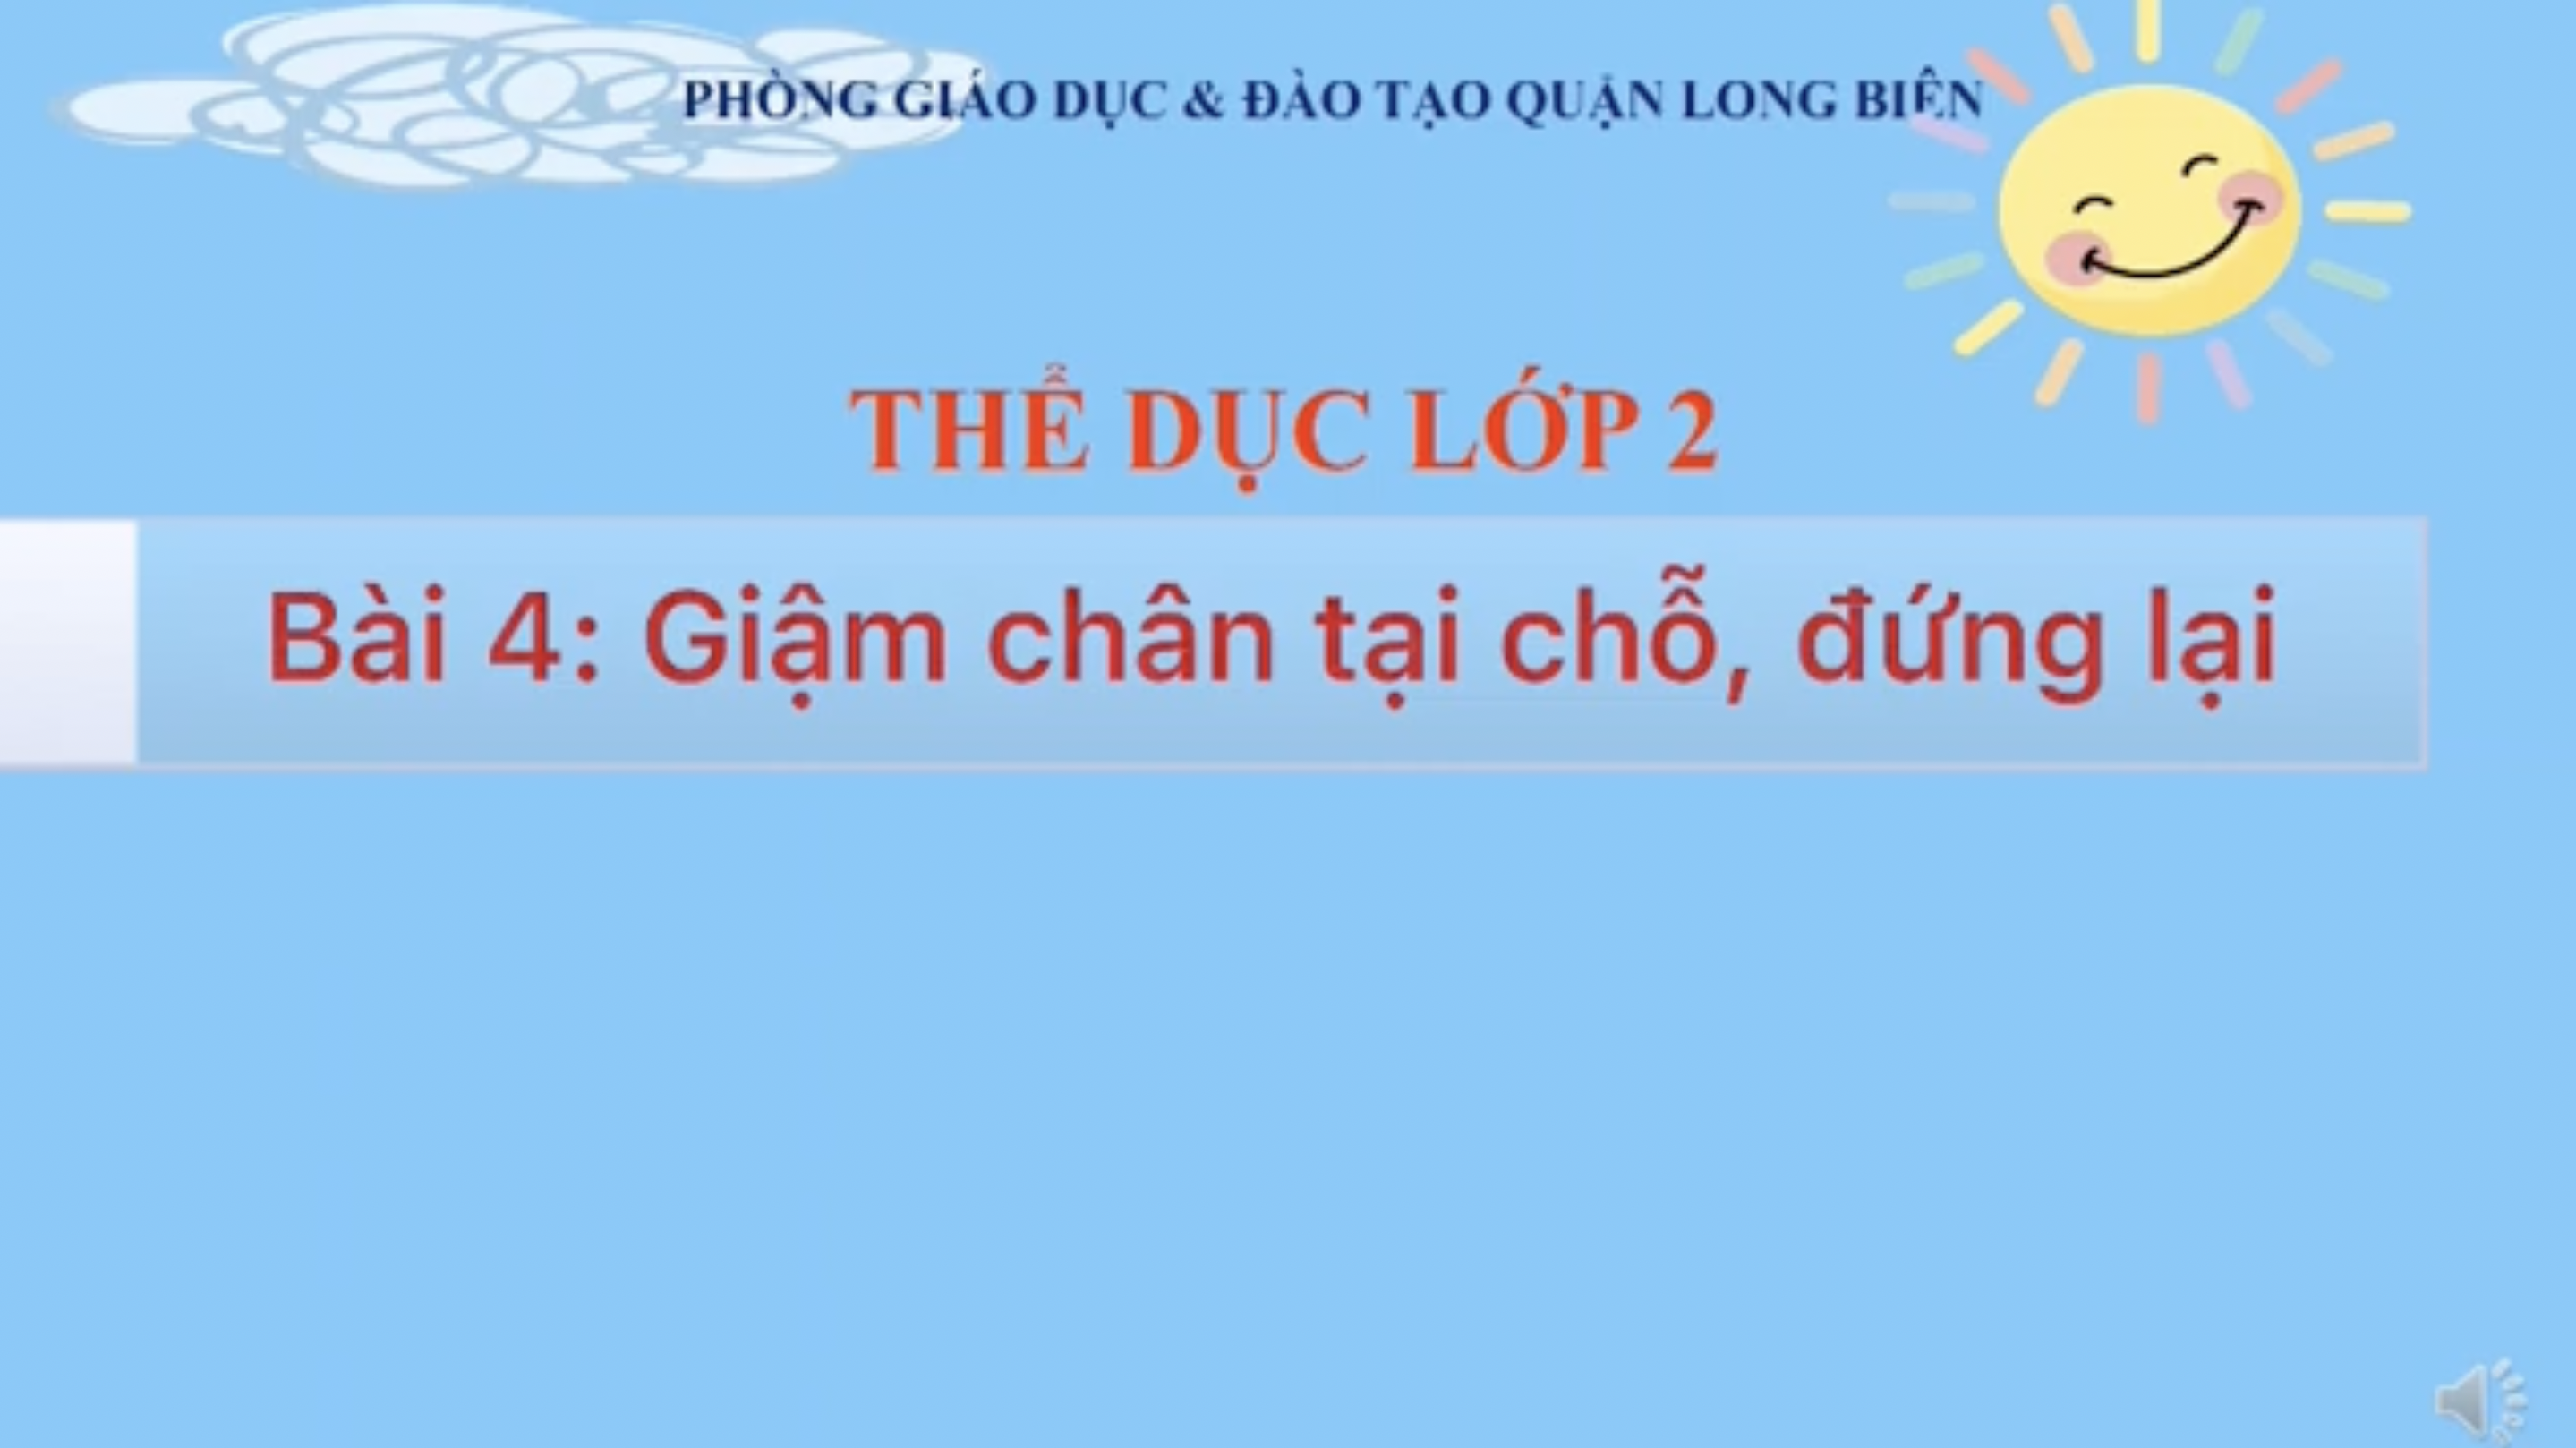 PHÒNG GIÁO DỤC & ĐÀO TẠO QUẬN LONG BIÊN
THỂ DỤC LỚP 2
Bài 4: Giậm chân tại chỗ, đứng lại